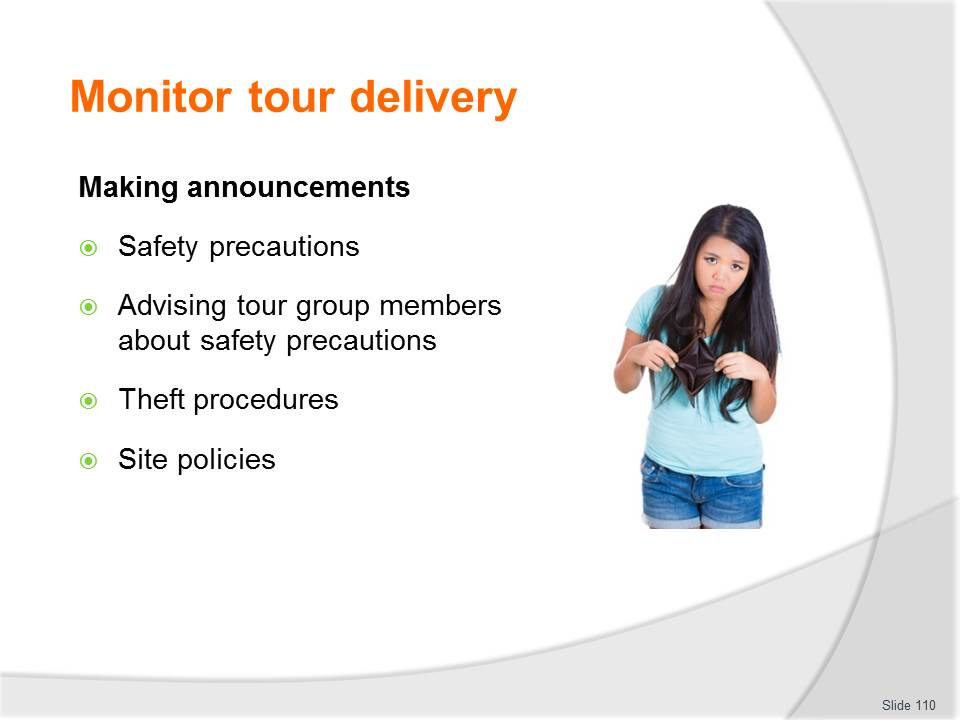 Monitor tour delivery
Making announcements
Safety precautions
Advising tour group members
about safety precautions
Theft procedures
Site policies
Slide 110